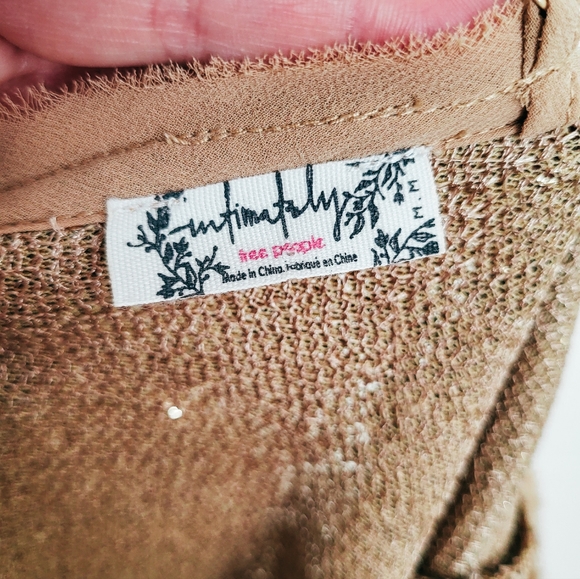 intimately
free people
Made in China. Fabriqué en Chine
M . M